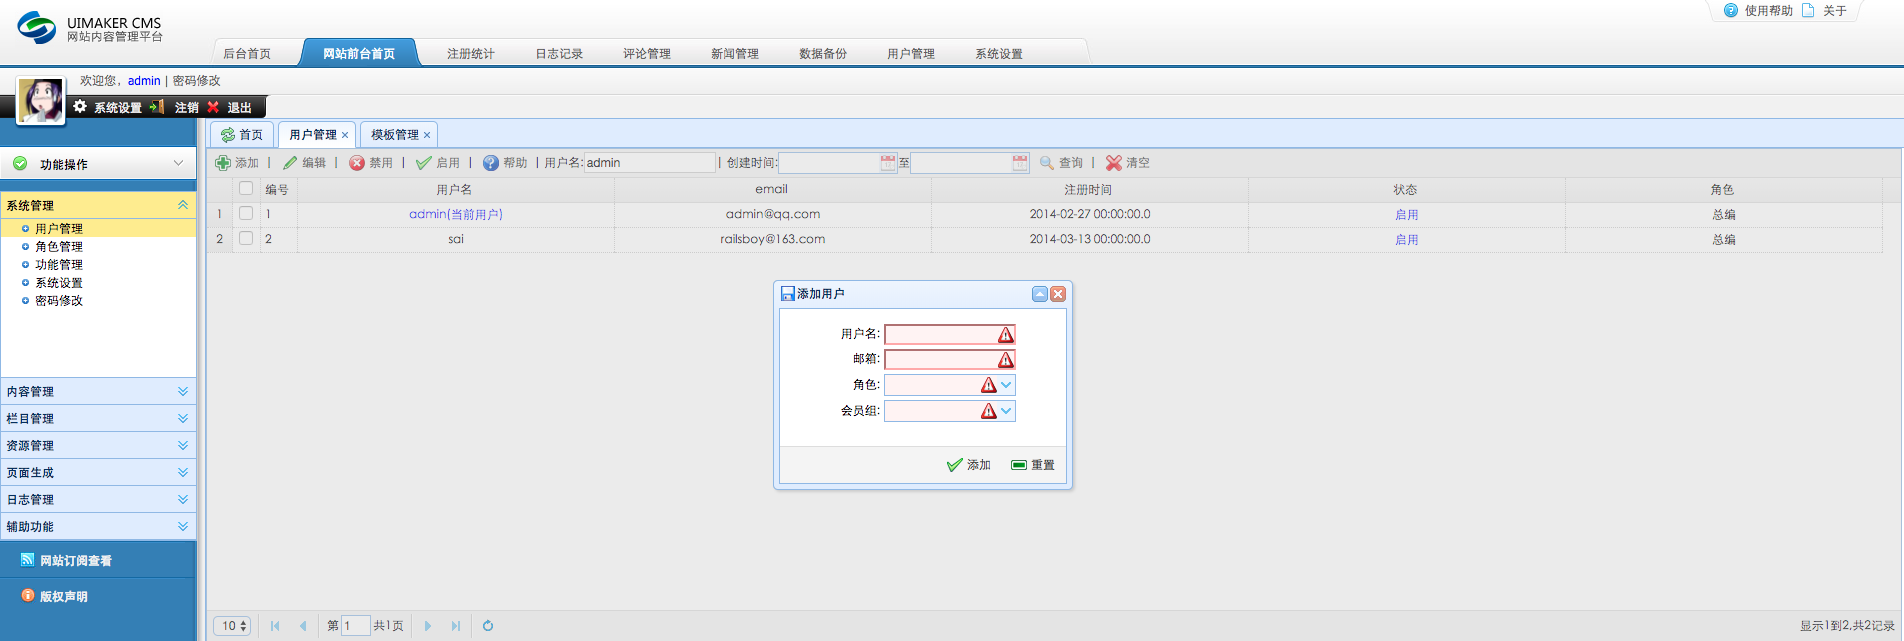 UIMAKER CMS
网站内容管理平台
使用帮助 关于
后台首页 网站前台首页 注册统计 日志记录 评论管理 新闻管理 数据备份 用户管理 系统设置
欢迎您，admin | 密码修改
系统设置 注销 退出
首页 用户管理 × 模板管理 ×
功能操作
添加 | 编辑 | 禁用 | 启用 | 帮助 | 用户名: admin | 创建时间: 至 查询 | 清空
编号 用户名 email 注册时间 状态 角色
1 1 admin(当前用户) admin@qq.com 2014-02-27 00:00:00.0 启用 总编
2 2 sai railsboy@163.com 2014-03-13 00:00:00.0 启用 总编
系统管理
用户管理
角色管理
功能管理
系统设置
密码修改
内容管理
栏目管理
资源管理
页面生成
日志管理
辅助功能
网站订阅查看
版权声明
添加用户
用户名:
邮箱:
角色:
会员组:
添加 重置
10 第 1 共1页 显示1到2,共2记录